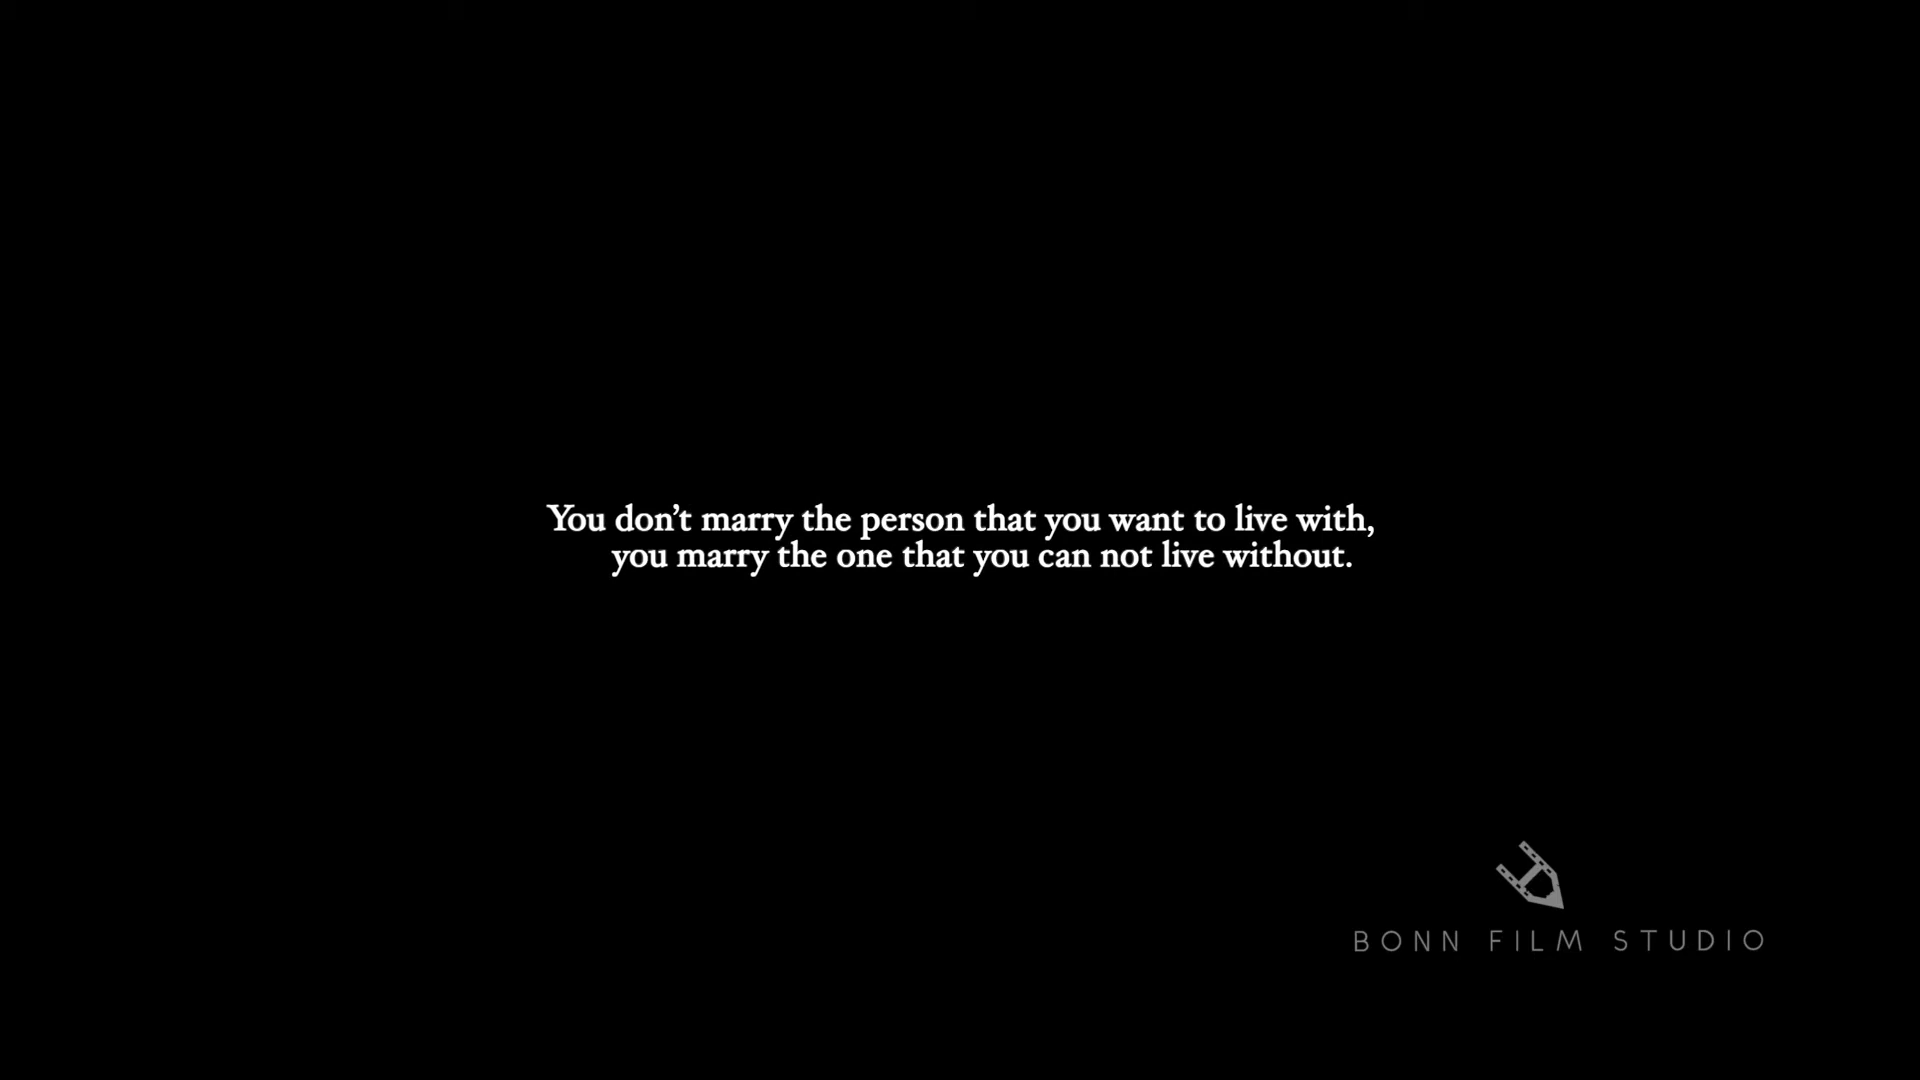 You don’t marry the person that you want to live with,
you marry the one that you can not live without.
BONN FILM STUDIO